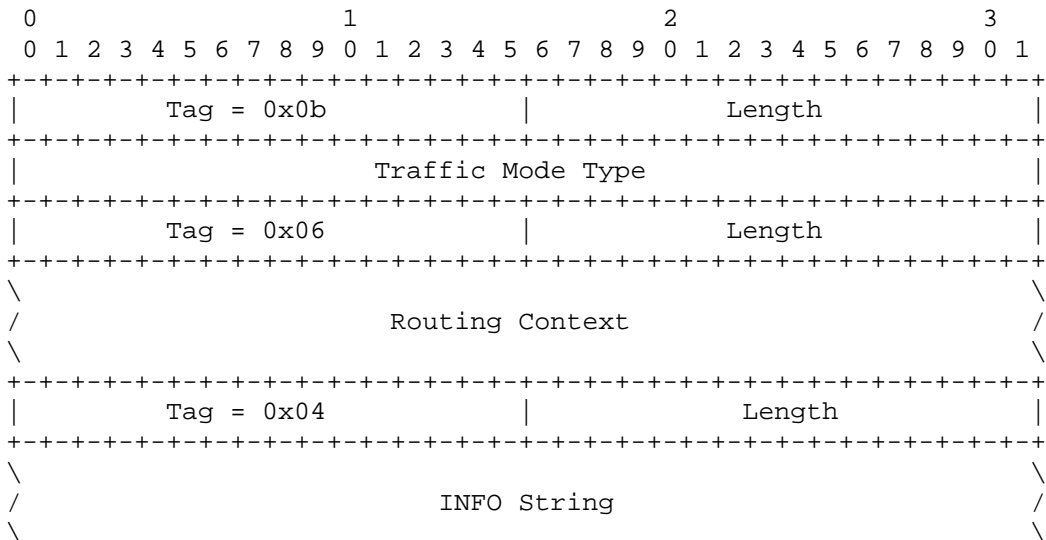 0                   1                   2                   3
 0 1 2 3 4 5 6 7 8 9 0 1 2 3 4 5 6 7 8 9 0 1 2 3 4 5 6 7 8 9 0 1
+-+-+-+-+-+-+-+-+-+-+-+-+-+-+-+-+-+-+-+-+-+-+-+-+-+-+-+-+-+-+-+-+
|         Tag = 0x0b            |            Length             |
+-+-+-+-+-+-+-+-+-+-+-+-+-+-+-+-+-+-+-+-+-+-+-+-+-+-+-+-+-+-+-+-+
|                      Traffic Mode Type                        |
+-+-+-+-+-+-+-+-+-+-+-+-+-+-+-+-+-+-+-+-+-+-+-+-+-+-+-+-+-+-+-+-+
|         Tag = 0x06            |            Length             |
+-+-+-+-+-+-+-+-+-+-+-+-+-+-+-+-+-+-+-+-+-+-+-+-+-+-+-+-+-+-+-+-+
\                                                               \
/                       Routing Context                         /
\                                                               \
+-+-+-+-+-+-+-+-+-+-+-+-+-+-+-+-+-+-+-+-+-+-+-+-+-+-+-+-+-+-+-+-+
|         Tag = 0x04            |             Length            |
+-+-+-+-+-+-+-+-+-+-+-+-+-+-+-+-+-+-+-+-+-+-+-+-+-+-+-+-+-+-+-+-+
\                                                               \
/                          INFO String                          /
\                                                               \